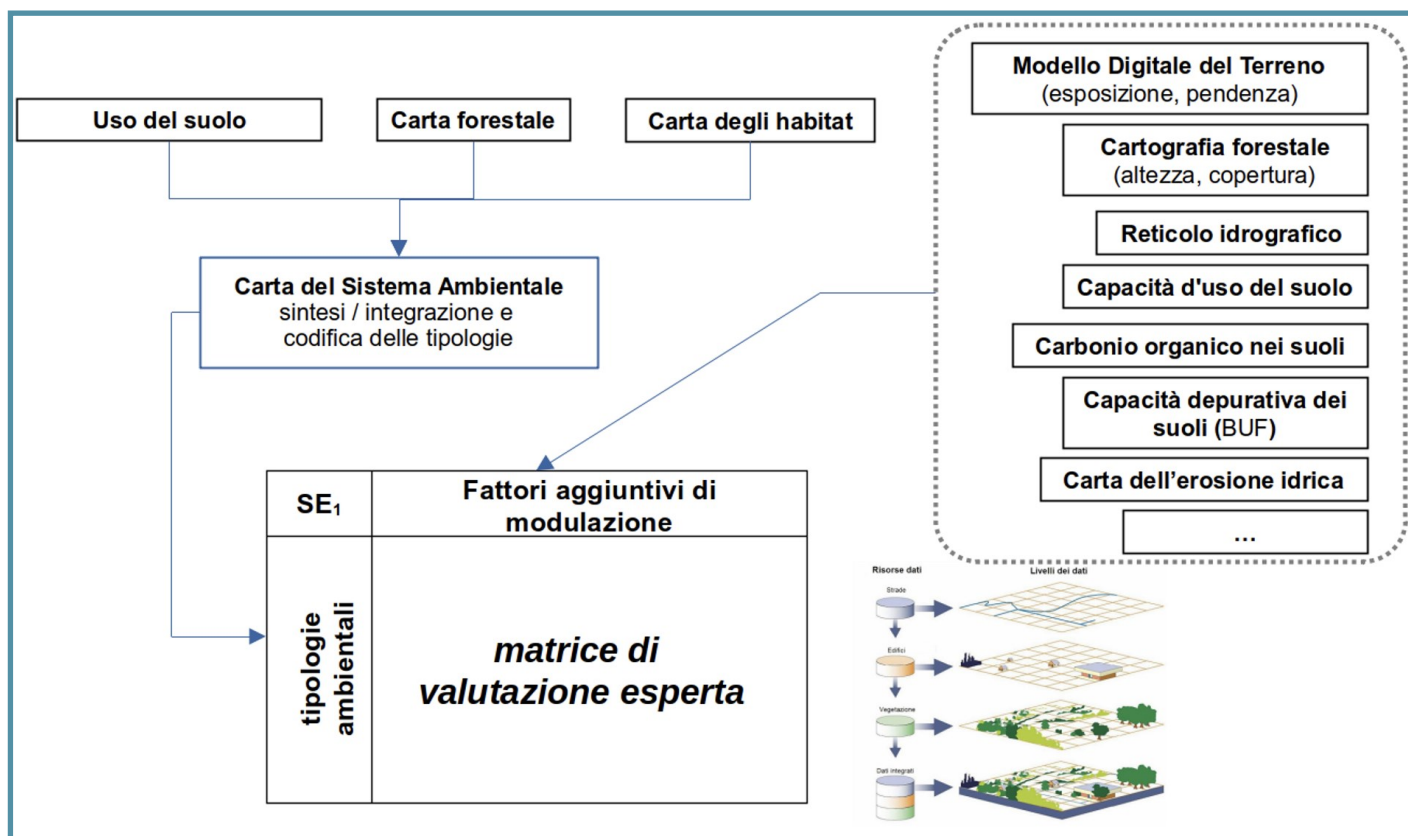 Uso del suolo
Carta forestale
Carta degli habitat
Carta del Sistema Ambientale
sintesi / integrazione e
codifica delle tipologie
Modello Digitale del Terreno
(esposizione, pendenza)
Cartografia forestale
(altezza, copertura)
Reticolo idrografico
Capacità d'uso del suolo
Carbonio organico nei suoli
Capacità depurativa dei
suoli (BUF)
Carta dell’erosione idrica
...
SE₁
Fattori aggiuntivi di
modulazione
tipologie
ambientali
matrice di
valutazione esperta
Risorse dati
Livelli dei dati
Strade
Edifici
Vegetazione
Dati integrati